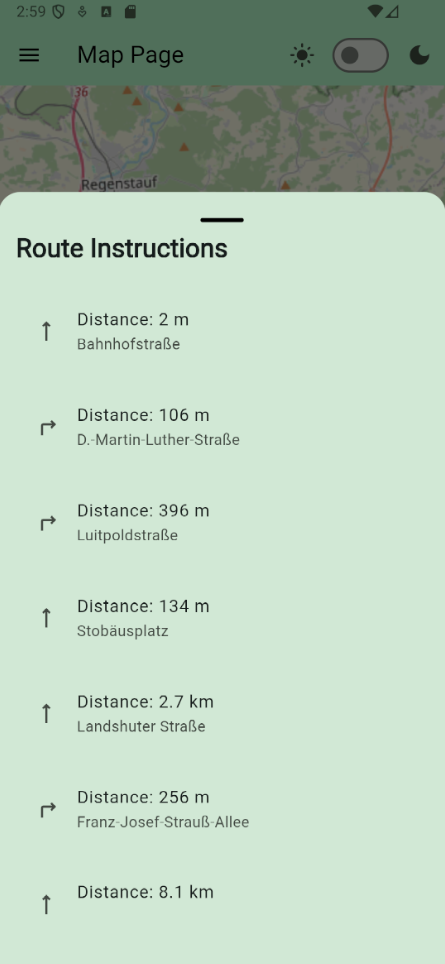 2:59
Map Page
36
Regenstauf
Route Instructions
Distance: 2 m
Bahnhofstraße
Distance: 106 m
D.-Martin-Luther-Straße
Distance: 396 m
Luitpoldstraße
Distance: 134 m
Stobäusplatz
Distance: 2.7 km
Landshuter Straße
Distance: 256 m
Franz-Josef-Strauß-Allee
Distance: 8.1 km